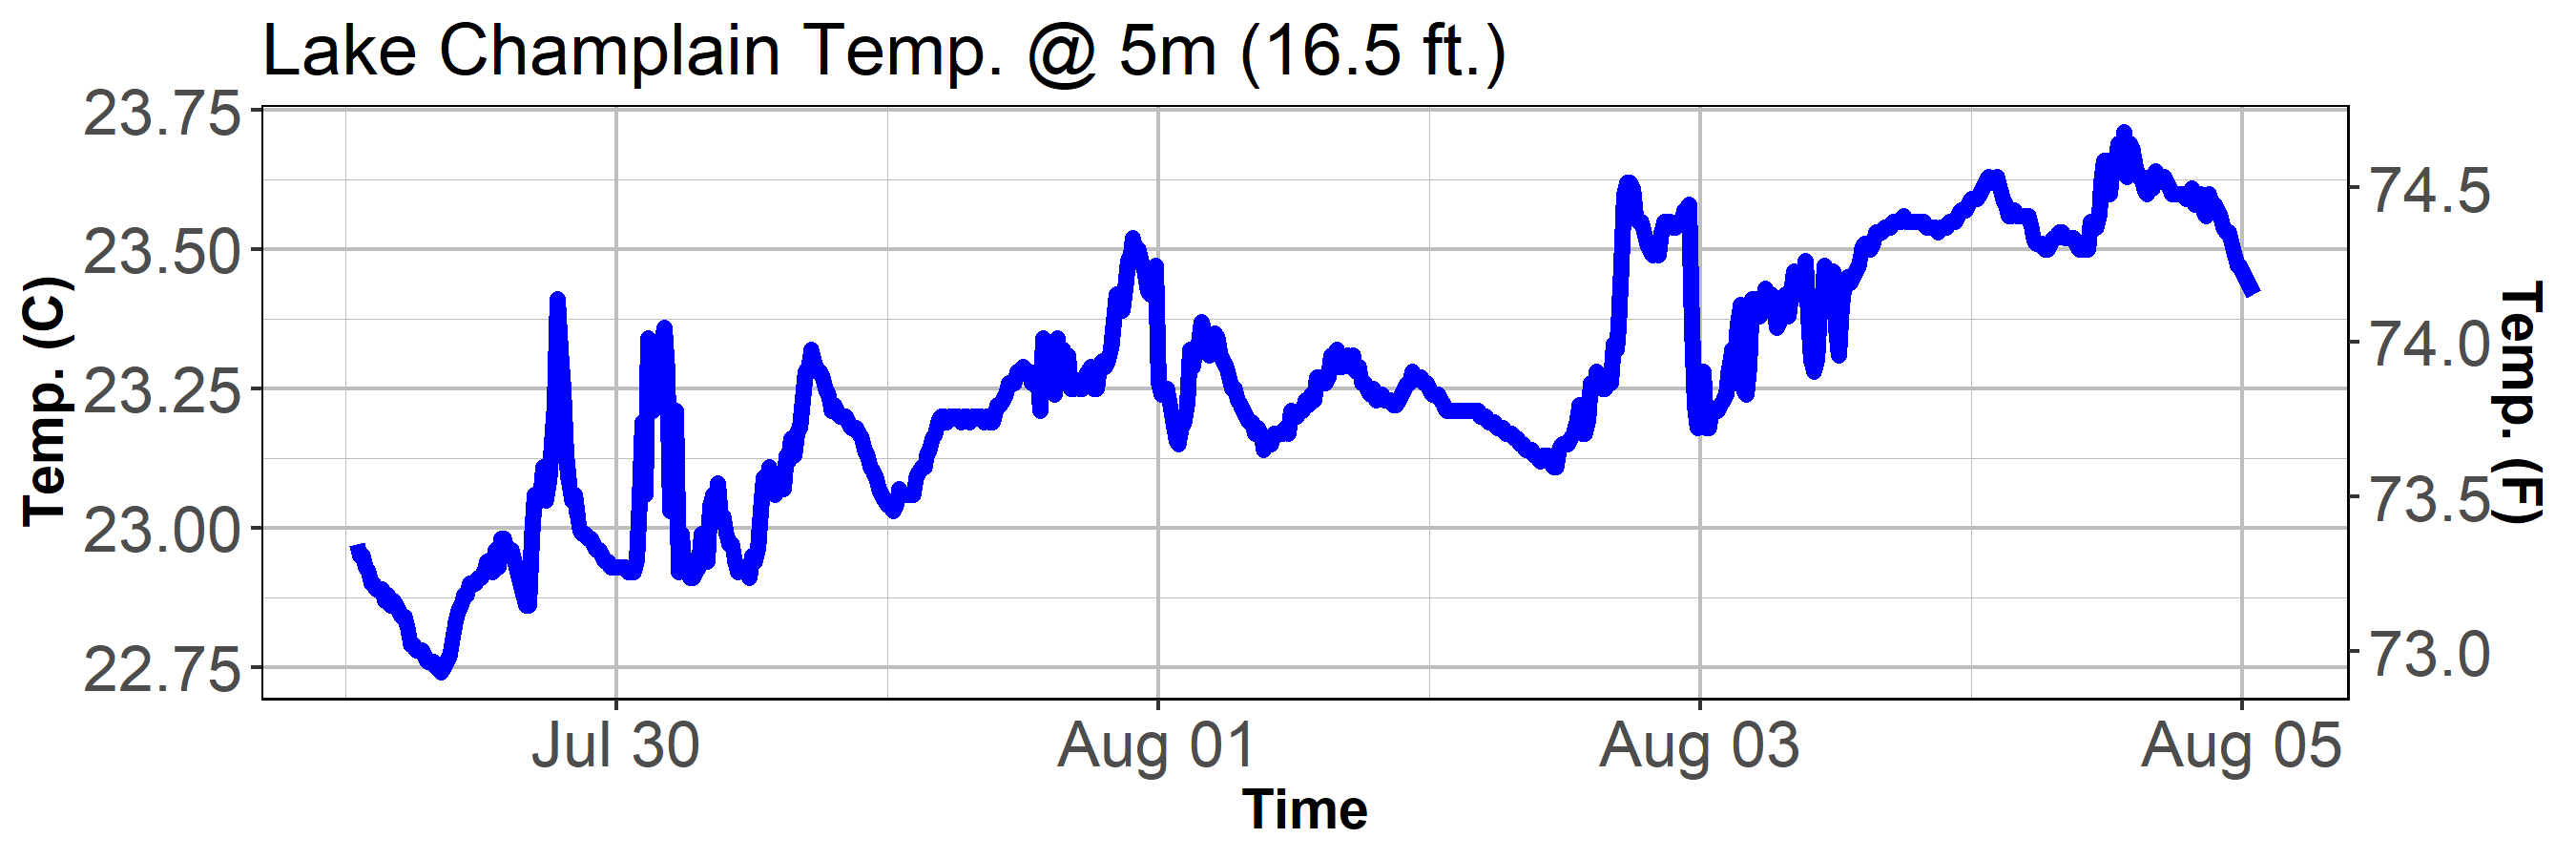 Lake Champlain Temp. @ 5m (16.5 ft.)
23.75
23.50
23.25
23.00
22.75
Temp. (C)
74.5
74.0
73.5
73.0
Temp. (F)
Jul 30 Aug 01 Aug 03 Aug 05
Time